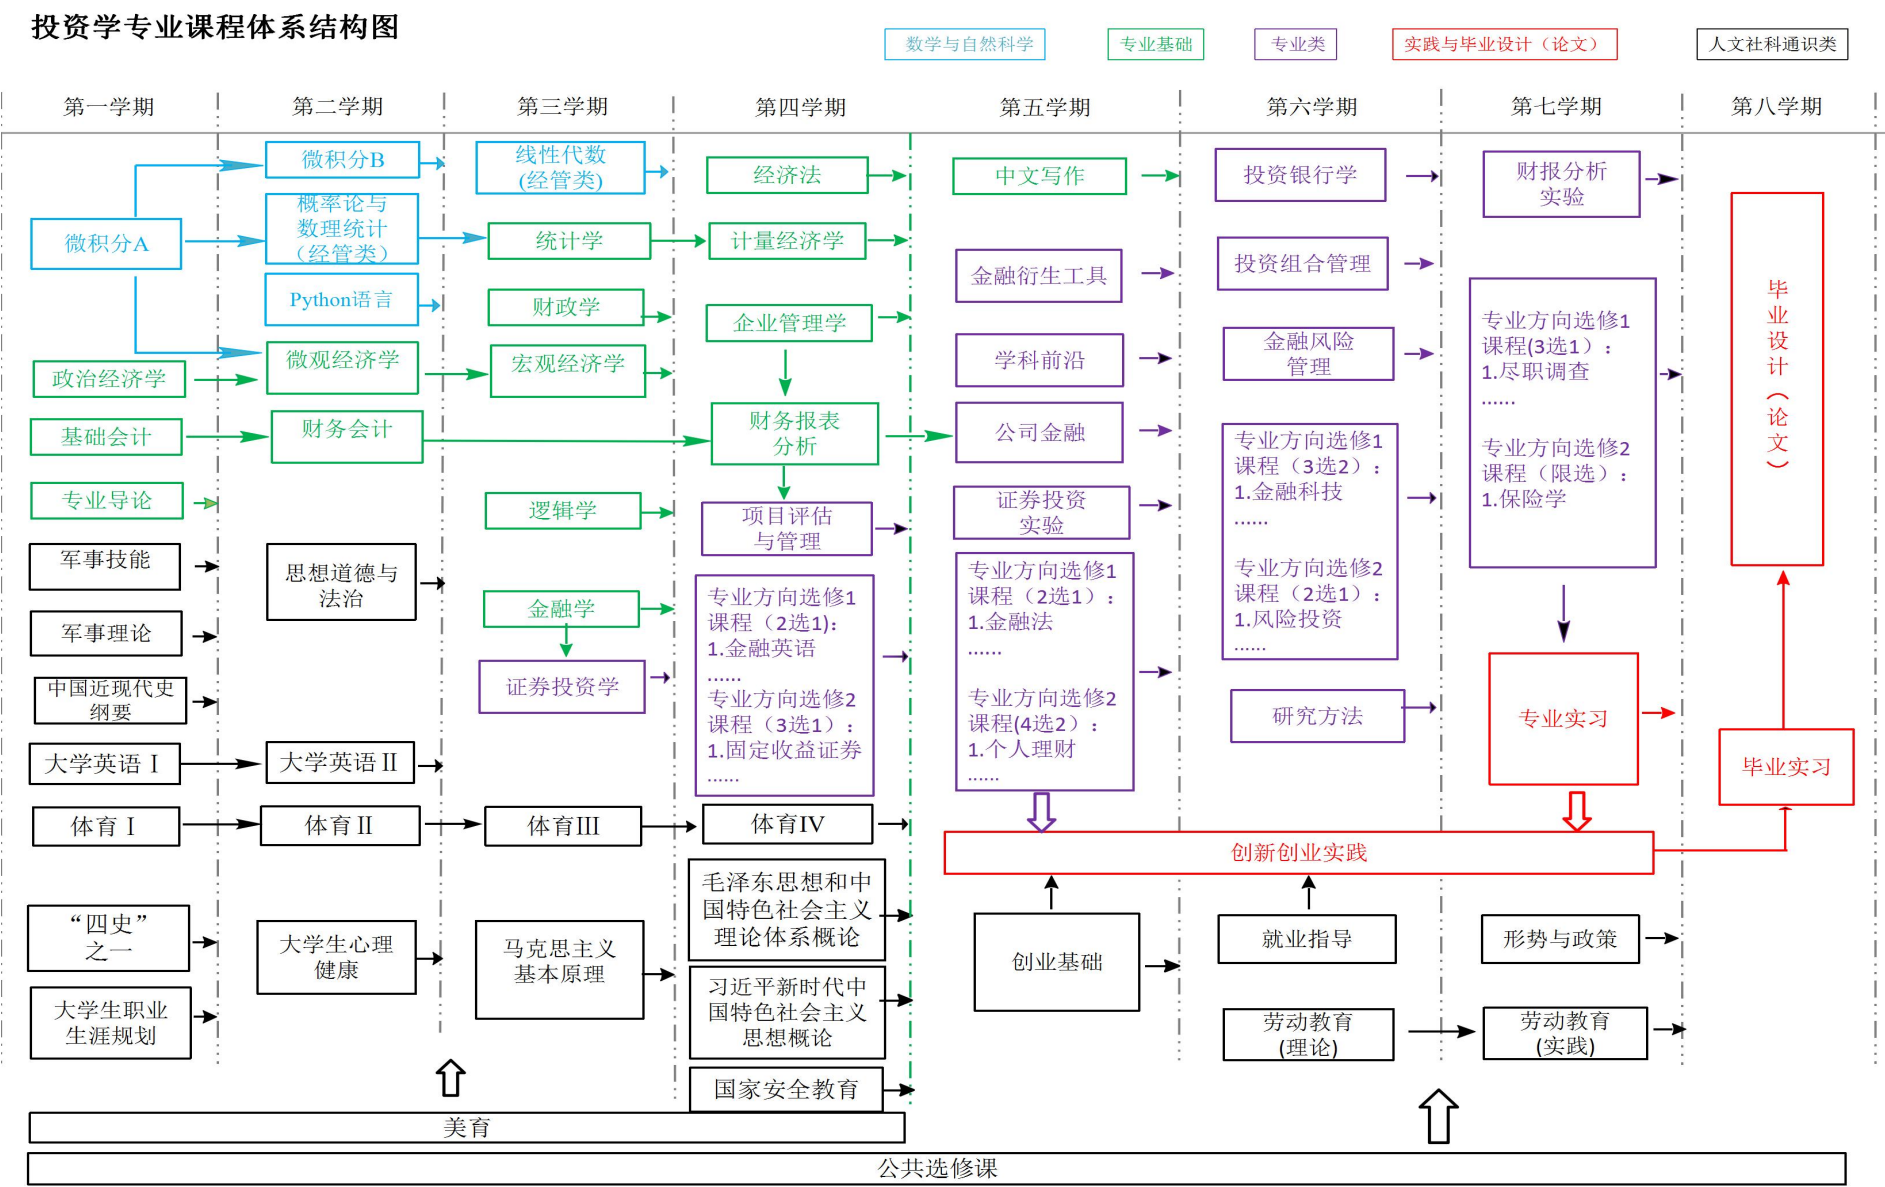 投资学专业课程体系结构图
数学与自然科学
专业基础
专业类
实践与毕业设计（论文）
人文社科通识类
第一学期
第二学期
第三学期
第四学期
第五学期
第六学期
第七学期
第八学期
微积分A
政治经济学
基础会计
专业导论
军事技能
军事理论
中国近现代史
纲要
大学英语Ⅰ
体育Ⅰ
“四史”
之一
大学生职业
生涯规划
微积分B
概率论与
数理统计
（经管类）
Python语言
微观经济学
财务会计
思想道德与
法治
大学英语Ⅱ
体育Ⅱ
大学生心理
健康
线性代数
(经管类)
统计学
财政学
宏观经济学
逻辑学
金融学
证券投资学
体育Ⅲ
马克思主义
基本原理
经济法
计量经济学
企业管理学
财务报表
分析
项目评估
与管理
专业方向选修1
课程（2选1)：
1.金融英语
......
专业方向选修2
课程（3选1）：
1.固定收益证券
......
体育Ⅳ
毛泽东思想和中
国特色社会主义
理论体系概论
习近平新时代中
国特色社会主义
思想概论
国家安全教育
中文写作
金融衍生工具
学科前沿
公司金融
证券投资
实验
专业方向选修1
课程（2选1）：
1.金融法
......
专业方向选修2
课程(4选2）：
1.个人理财
......
创新创业实践
创业基础
投资银行学
投资组合管理
金融风险
管理
专业方向选修1
课程（3选2）：
1.金融科技
......
专业方向选修2
课程（2选1）：
1.风险投资
......
研究方法
就业指导
劳动教育
(理论)
财报分析
实验
专业方向选修1
课程(3选1）：
1.尽职调查
......
专业方向选修2
课程（限选）：
1.保险学
专业实习
形势与政策
劳动教育
(实践)
毕业设计（论文）
毕业实习
美育
公共选修课